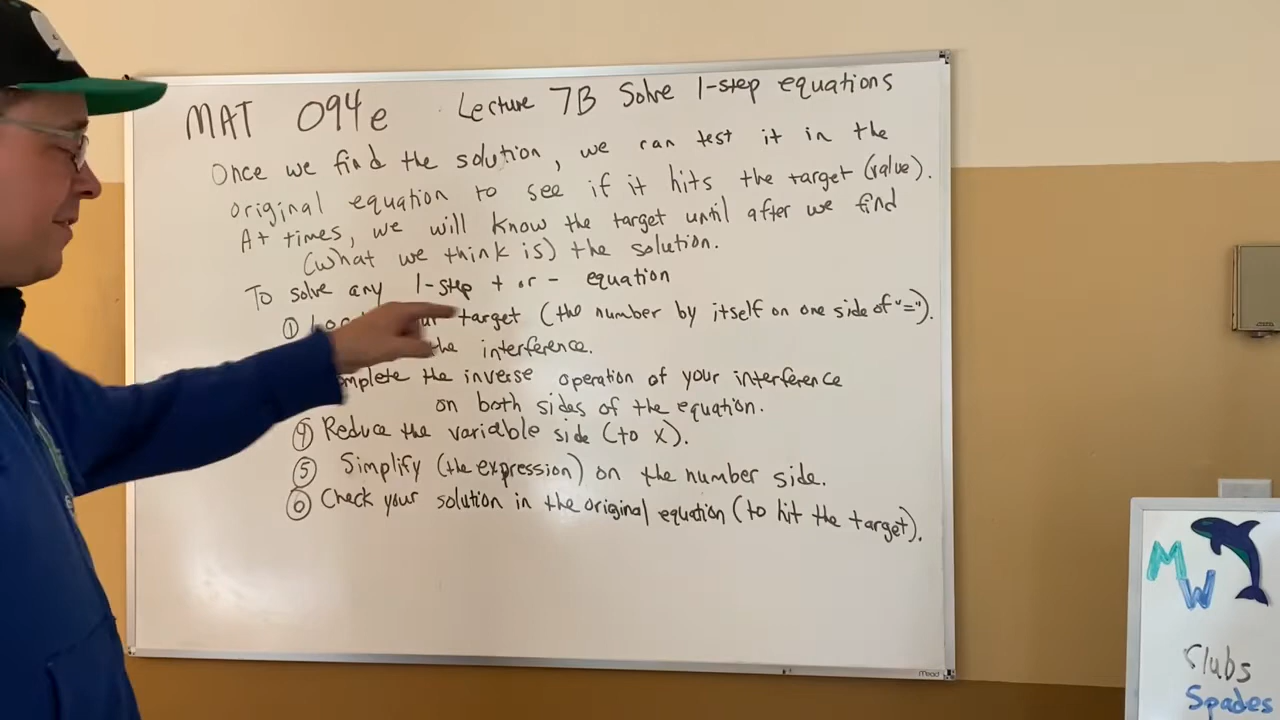 MAT 094e Lecture 7B Solve 1-step equations
Once we find the solution, we can test it in the
original equation to see if it hits the target (value).
At times, we will know the target until after we find
(what we think is) the solution.
To solve any 1-step + or - equation
① target (the number by itself on one side of "=").
the interference.
the inverse operation of your interference
on both sides of the equation.
④ Reduce the variable side (to x).
⑤ Simplify (the expression) on the number side.
⑥ Check your solution in the original equation (to hit the target).
Mead
MW
Clubs
Spades